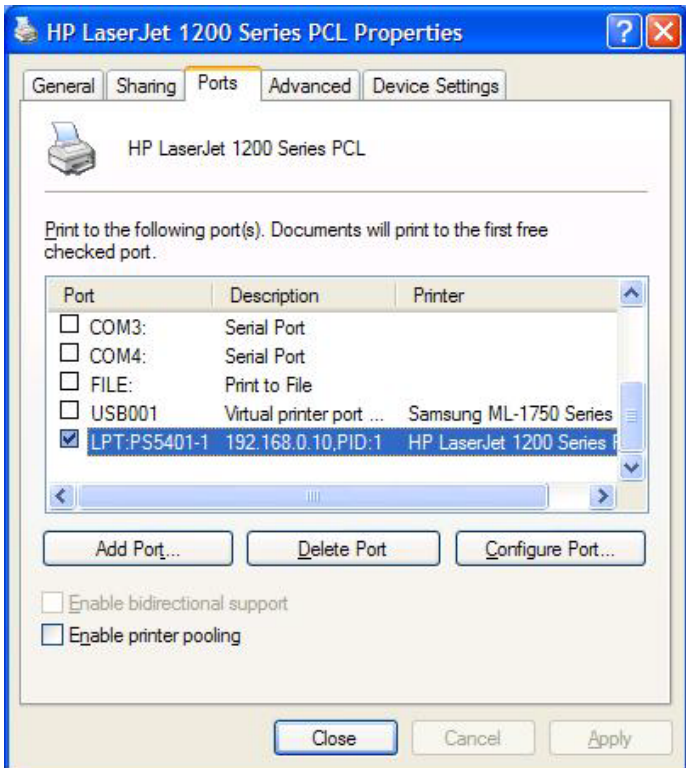 HP LaserJet 1200 Series PCL Properties
General Sharing Ports Advanced Device Settings
HP LaserJet 1200 Series PCL
Print to the following port(s). Documents will print to the first free
checked port.
Port Description Printer
COM3: Serial Port
COM4: Serial Port
FILE: Print to File
USB001 Virtual printer port ... Samsung ML-1750 Series
LPT:PS5401-1 192.168.0.10,PID:1 HP LaserJet 1200 Series
Add Port... Delete Port Configure Port...
Enable bidirectional support
Enable printer pooling
Close Cancel Apply